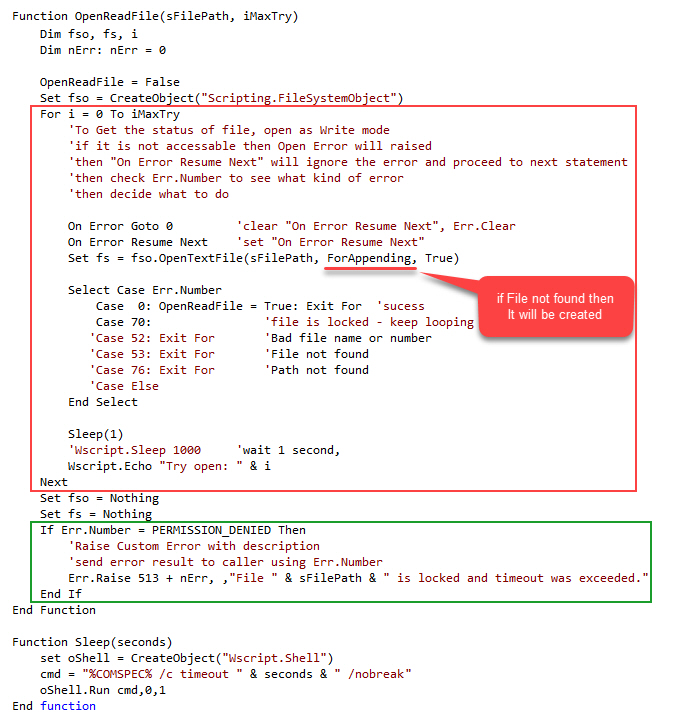 Function OpenReadFile(sFilePath, iMaxTry)
    Dim fso, fs, i
    Dim nErr: nErr = 0
    OpenReadFile = False
    Set fso = CreateObject("Scripting.FileSystemObject")
    For i = 0 To iMaxTry
        'To Get the status of file, open as Write mode
        'if it is not accessable then Open Error will raised
        'then "On Error Resume Next" will ignore the error and proceed to next statement
        'then check Err.Number to see what kind of error
        'then decide what to do
        On Error Goto 0         'clear "On Error Resume Next", Err.Clear
        On Error Resume Next    'set "On Error Resume Next"
        Set fs = fso.OpenTextFile(sFilePath, ForAppending, True)
        Select Case Err.Number
            Case  0: OpenReadFile = True: Exit For  'sucess
            Case 70:                'file is locked - keep looping
           'Case 52: Exit For       'Bad file name or number
           'Case 53: Exit For       'File not found
           'Case 76: Exit For       'Path not found
           'Case Else
        End Select
        Sleep(1)
        'Wscript.Sleep 1000     'wait 1 second,
        Wscript.Echo "Try open: " & i
    Next
    Set fso = Nothing
    Set fs = Nothing
    If Err.Number = PERMISSION_DENIED Then
        'Raise Custom Error with description
        'send error result to caller using Err.Number
        Err.Raise 513 + nErr, ,"File " & sFilePath & " is locked and timeout was exceeded."
    End If
End Function
Function Sleep(seconds)
    set oShell = CreateObject("Wscript.Shell")
    cmd = "%COMSPEC% /c timeout " & seconds & " /nobreak"
    oShell.Run cmd,0,1
End function
if File not found then
It will be created